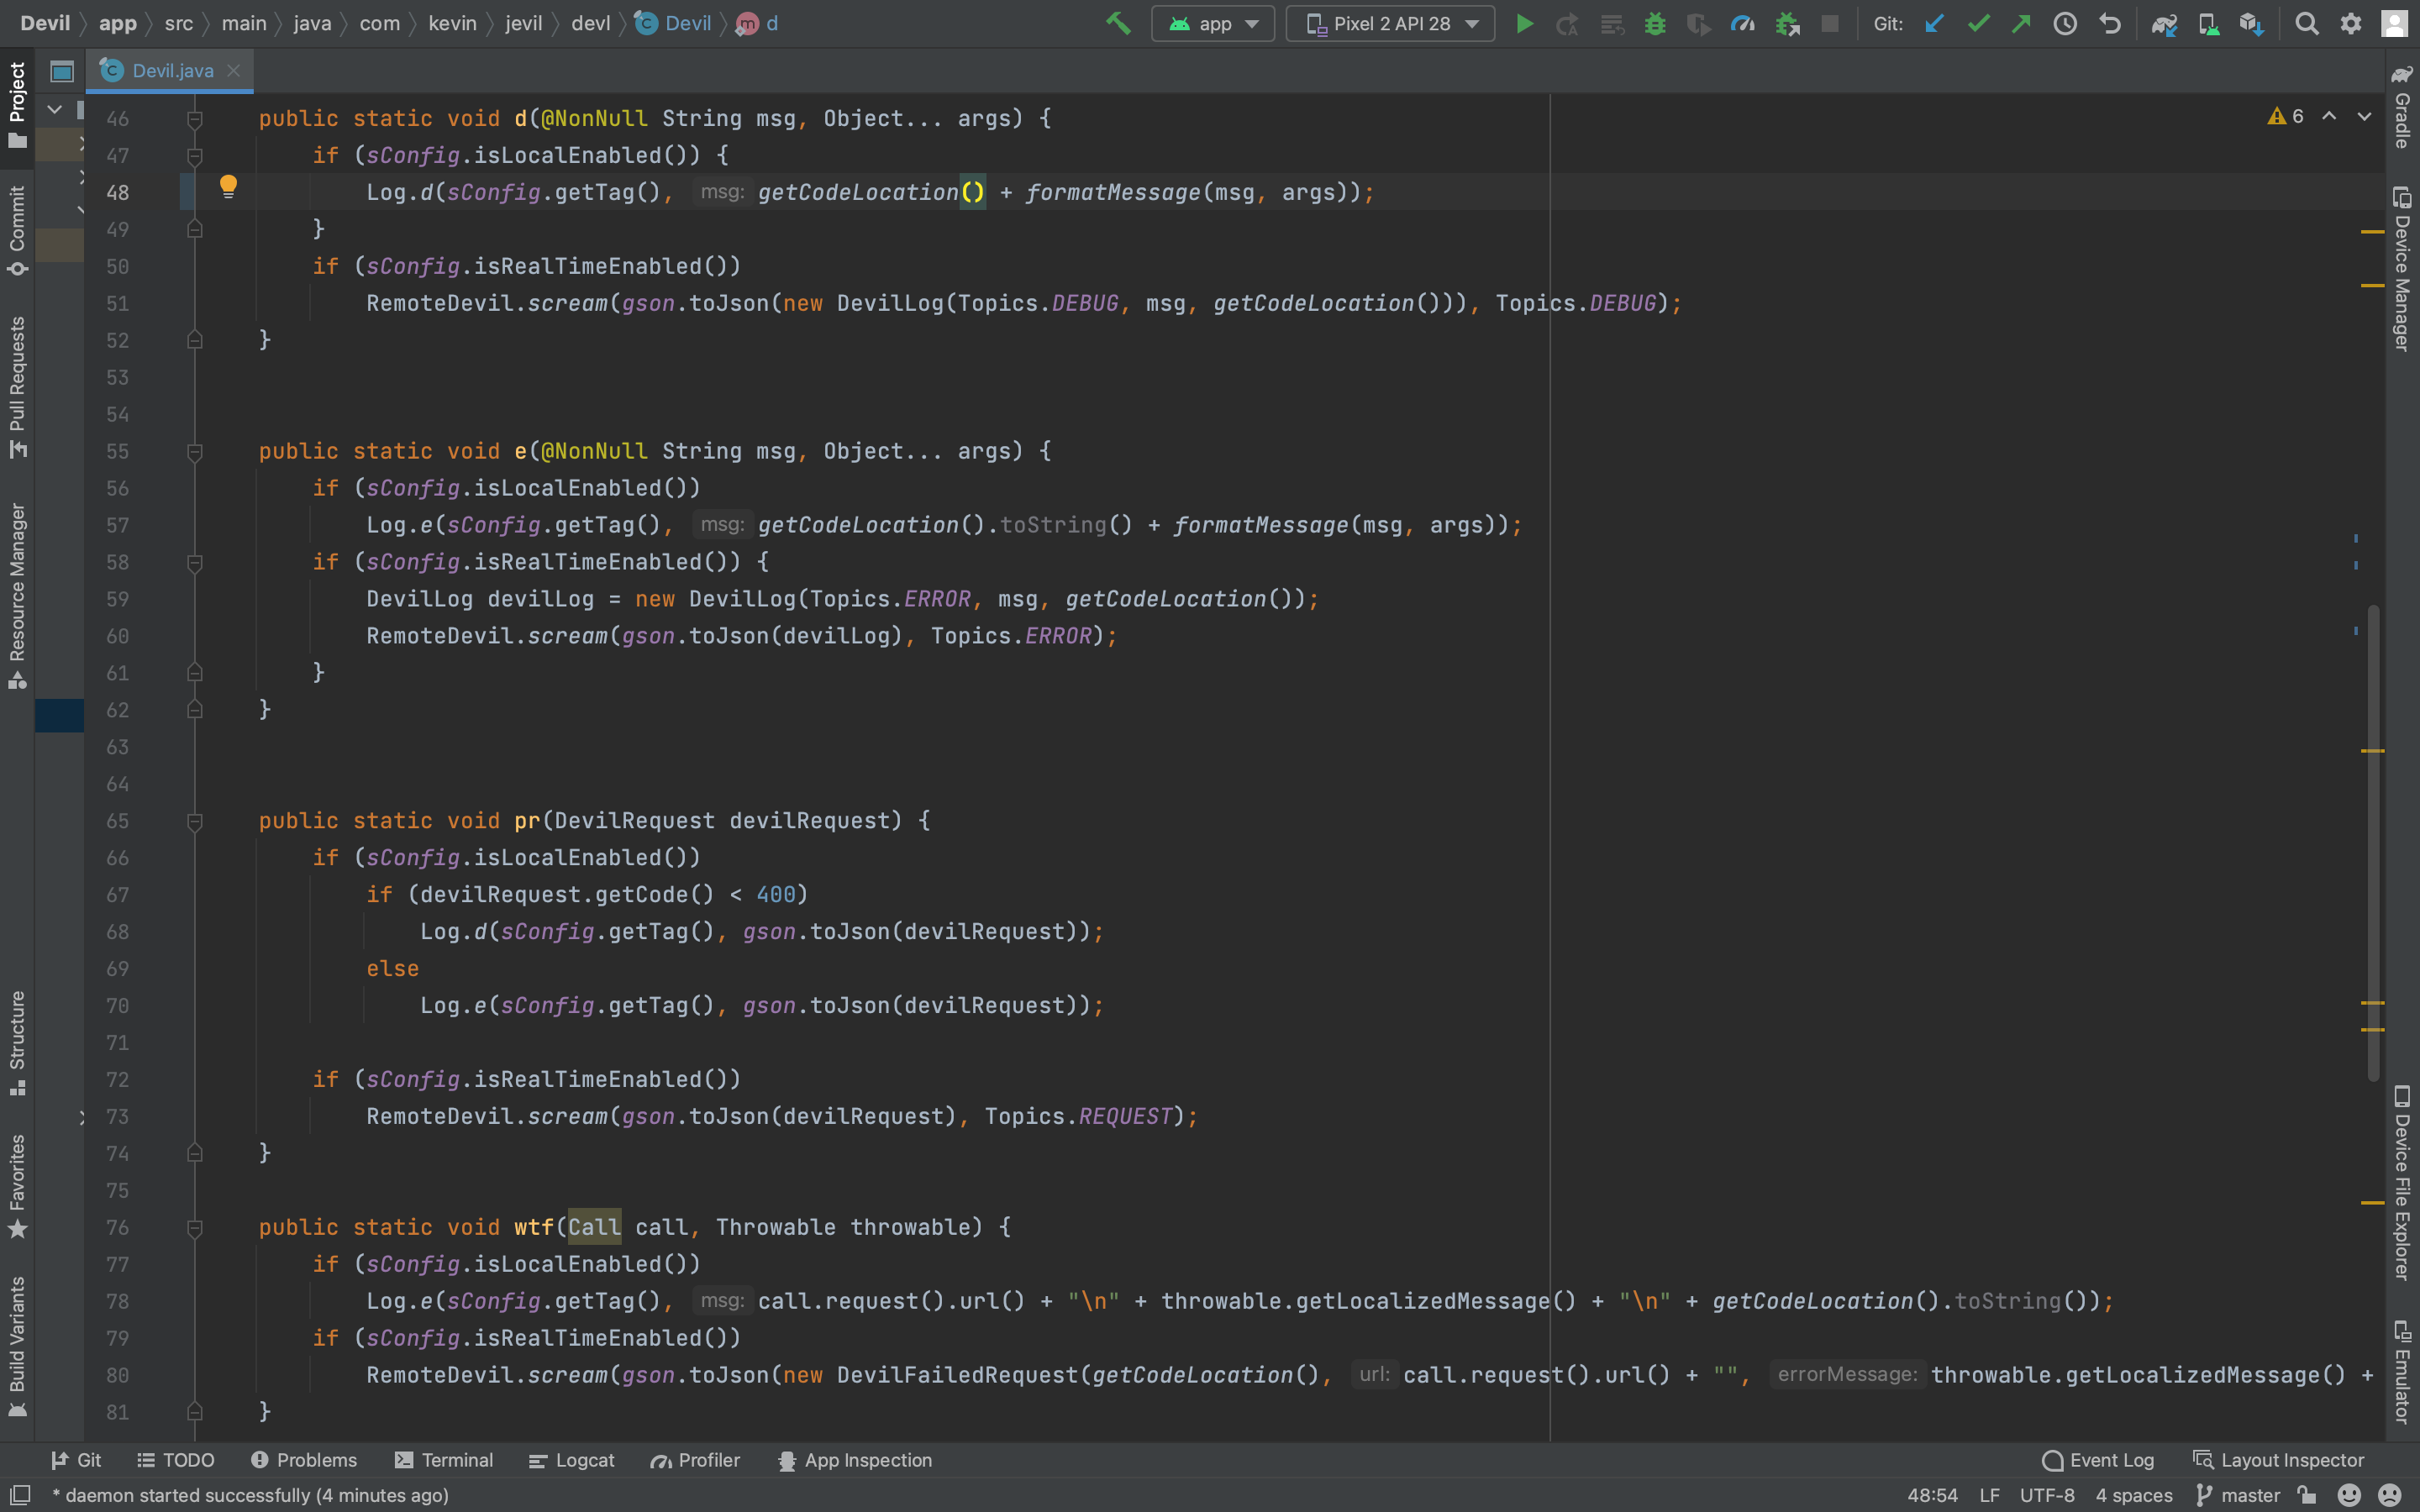 Devil app src main java com kevin jevil devl Devil d
app
Pixel 2 API 28
Git:
Devil.java
6
Project
Commit
Pull Requests
Resource Manager
Structure
Favorites
Build Variants
46 public static void d(@NonNull String msg, Object... args) {
47 if (sConfig.isLocalEnabled()) {
48 Log.d(sConfig.getTag(), msg: getCodeLocation() + formatMessage(msg, args));
49 }
50 if (sConfig.isRealTimeEnabled())
51 RemoteDevil.scream(gson.toJson(new DevilLog(Topics.DEBUG, msg, getCodeLocation())), Topics.DEBUG);
52 }
53
54
55 public static void e(@NonNull String msg, Object... args) {
56 if (sConfig.isLocalEnabled())
57 Log.e(sConfig.getTag(), msg: getCodeLocation().toString() + formatMessage(msg, args));
58 if (sConfig.isRealTimeEnabled()) {
59 DevilLog devilLog = new DevilLog(Topics.ERROR, msg, getCodeLocation());
60 RemoteDevil.scream(gson.toJson(devilLog), Topics.ERROR);
61 }
62 }
63
64
65 public static void pr(DevilRequest devilRequest) {
66 if (sConfig.isLocalEnabled())
67 if (devilRequest.getCode() < 400)
68 Log.d(sConfig.getTag(), gson.toJson(devilRequest));
69 else
70 Log.e(sConfig.getTag(), gson.toJson(devilRequest));
71
72 if (sConfig.isRealTimeEnabled())
73 RemoteDevil.scream(gson.toJson(devilRequest), Topics.REQUEST);
74 }
75
76 public static void wtf(Call call, Throwable throwable) {
77 if (sConfig.isLocalEnabled())
78 Log.e(sConfig.getTag(), msg: call.request().url() + "\n" + throwable.getLocalizedMessage() + "\n" + getCodeLocation().toString());
79 if (sConfig.isRealTimeEnabled())
80 RemoteDevil.scream(gson.toJson(new DevilFailedRequest(getCodeLocation(), url: call.request().url() + "", errorMessage: throwable.getLocalizedMessage() +
81 }
Gradle
Device Manager
Device File Explorer
Emulator
Git TODO Problems Terminal Logcat Profiler App Inspection Event Log Layout Inspector
* daemon started successfully (4 minutes ago) 48:54 LF UTF-8 4 spaces master